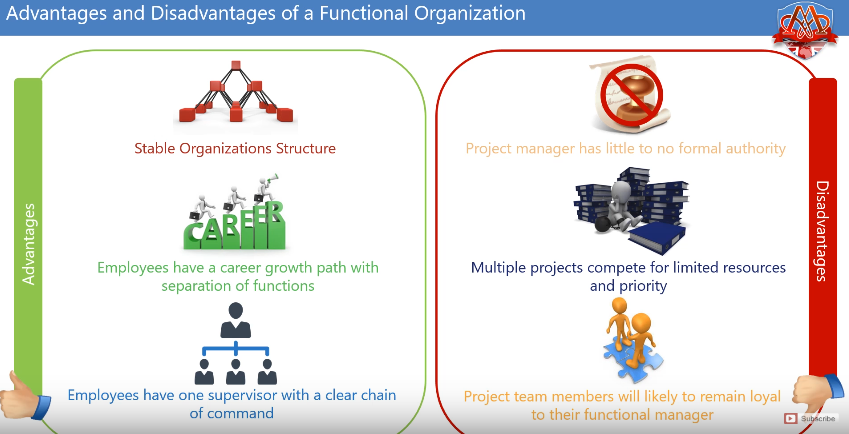 Advantages and Disadvantages of a Functional Organization
Advantages
Stable Organizations Structure
CAREER
Employees have a career growth path with
separation of functions
Employees have one supervisor with a clear chain
of command
Project manager has little to no formal authority
Multiple projects compete for limited resources
and priority
Project team members will likely to remain loyal
to their functional manager
Disadvantages
Subscribe